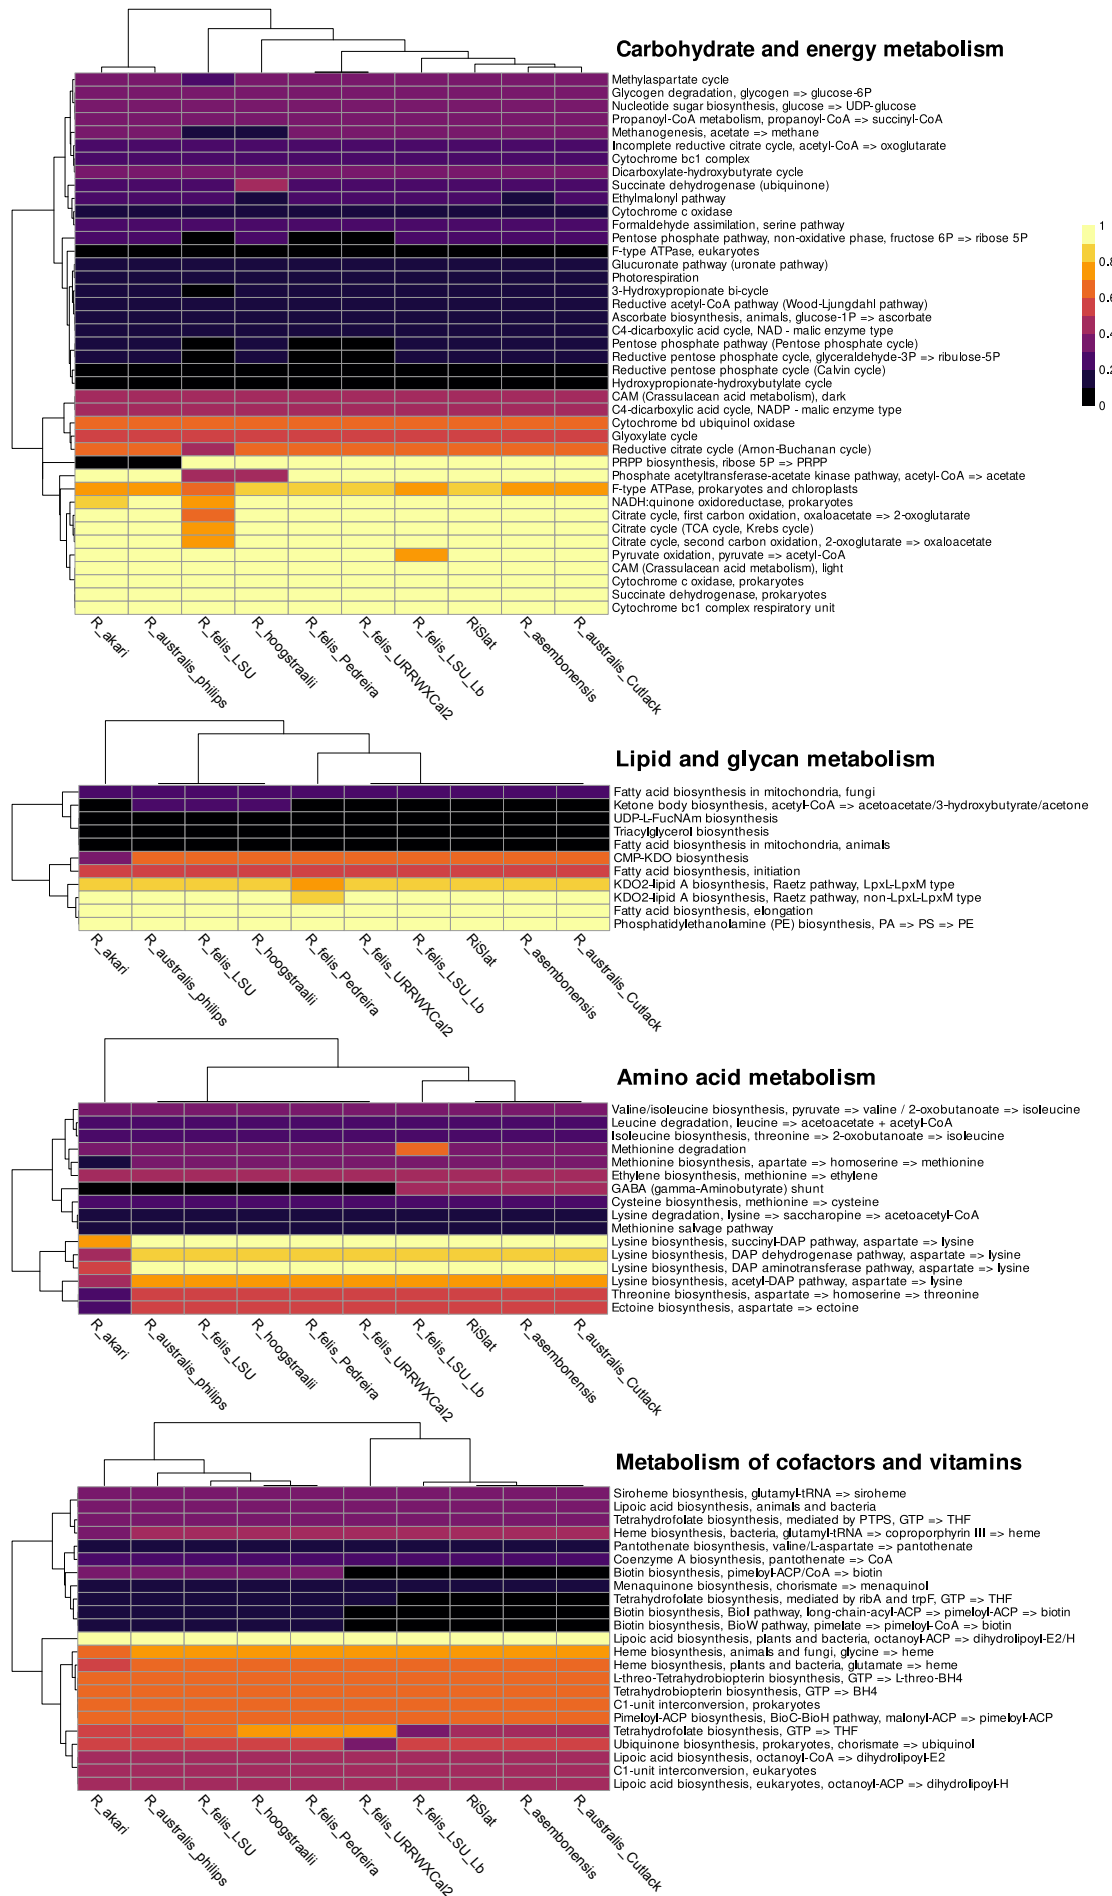 Carbohydrate and energy metabolism
Methylaspartate cycle
Glycogen degradation, glycogen => glucose-6P
Nucleotide sugar biosynthesis, glucose => UDP-glucose
Propanoyl-CoA metabolism, propanoyl-CoA => succinyl-CoA
Methanogenesis, acetate => methane
Incomplete reductive citrate cycle, acetyl-CoA => oxoglutarate
Cytochrome bc1 complex
Dicarboxylate-hydroxybutyrate cycle
Succinate dehydrogenase (ubiquinone)
Ethylmalonyl pathway
Cytochrome c oxidase
Formaldehyde assimilation, serine pathway
Pentose phosphate pathway, non-oxidative phase, fructose 6P => ribose 5P
F-type ATPase, eukaryotes
Glucuronate pathway (uronate pathway)
Photorespiration
3-Hydroxypropionate bi-cycle
Reductive acetyl-CoA pathway (Wood-Ljungdahl pathway)
Ascorbate biosynthesis, animals, glucose-1P => ascorbate
C4-dicarboxylic acid cycle, NAD - malic enzyme type
Pentose phosphate pathway (Pentose phosphate cycle)
Reductive pentose phosphate cycle, glyceraldehyde-3P => ribulose-5P
Reductive pentose phosphate cycle (Calvin cycle)
Hydroxypropionate-hydroxybutylate cycle
CAM (Crassulacean acid metabolism), dark
C4-dicarboxylic acid cycle, NADP - malic enzyme type
Cytochrome bd ubiquinol oxidase
Glyoxylate cycle
Reductive citrate cycle (Arnon-Buchanan cycle)
PRPP biosynthesis, ribose 5P => PRPP
Phosphate acetyltransferase-acetate kinase pathway, acetyl-CoA => acetate
F-type ATPase, prokaryotes and chloroplasts
NADH:quinone oxidoreductase, prokaryotes
Citrate cycle, first carbon oxidation, oxaloacetate => 2-oxoglutarate
Citrate cycle (TCA cycle, Krebs cycle)
Citrate cycle, second carbon oxidation, 2-oxoglutarate => oxaloacetate
Pyruvate oxidation, pyruvate => acetyl-CoA
CAM (Crassulacean acid metabolism), light
Cytochrome c oxidase, prokaryotes
Succinate dehydrogenase, prokaryotes
Cytochrome bc1 complex respiratory unit
1
0.8
0.6
0.4
0.2
0
R_akari
R_australis_philips
R_felis_LSU
R_hoogstraalii
R_felis_Pedreira
R_felis_URRWXCal2
R_felis_LSU_Lb
RiSlat
R_asembonensis
R_australis_Cutlack
Lipid and glycan metabolism
Fatty acid biosynthesis in mitochondria, fungi
Ketone body biosynthesis, acetyl-CoA => acetoacetate/3-hydroxybutyrate/acetone
UDP-L-FucNAm biosynthesis
Triacylglycerol biosynthesis
Fatty acid biosynthesis in mitochondria, animals
CMP-KDO biosynthesis
Fatty acid biosynthesis, initiation
KDO2-lipid A biosynthesis, Raetz pathway, LpxL-LpxM type
KDO2-lipid A biosynthesis, Raetz pathway, non-LpxL-LpxM type
Fatty acid biosynthesis, elongation
Phosphatidylethanolamine (PE) biosynthesis, PA => PS => PE
R_akari
R_australis_philips
R_felis_LSU
R_hoogstraalii
R_felis_Pedreira
R_felis_URRWXCal2
R_felis_LSU_Lb
RiSlat
R_asembonensis
R_australis_Cutlack
Amino acid metabolism
Valine/isoleucine biosynthesis, pyruvate => valine / 2-oxobutanoate => isoleucine
Leucine degradation, leucine => acetoacetate + acetyl-CoA
Isoleucine biosynthesis, threonine => 2-oxobutanoate => isoleucine
Methionine degradation
Methionine biosynthesis, apartate => homoserine => methionine
Ethylene biosynthesis, methionine => ethylene
GABA (gamma-Aminobutyrate) shunt
Cysteine biosynthesis, methionine => cysteine
Lysine degradation, lysine => saccharopine => acetoacetyl-CoA
Methionine salvage pathway
Lysine biosynthesis, succinyl-DAP pathway, aspartate => lysine
Lysine biosynthesis, DAP dehydrogenase pathway, aspartate => lysine
Lysine biosynthesis, DAP aminotransferase pathway, aspartate => lysine
Lysine biosynthesis, acetyl-DAP pathway, aspartate => lysine
Threonine biosynthesis, aspartate => homoserine => threonine
Ectoine biosynthesis, aspartate => ectoine
R_akari
R_australis_philips
R_felis_LSU
R_hoogstraalii
R_felis_Pedreira
R_felis_URRWXCal2
R_felis_LSU_Lb
RiSlat
R_asembonensis
R_australis_Cutlack
Metabolism of cofactors and vitamins
Siroheme biosynthesis, glutamyl-tRNA => siroheme
Lipoic acid biosynthesis, animals and bacteria
Tetrahydrofolate biosynthesis, mediated by PTPS, GTP => THF
Heme biosynthesis, bacteria, glutamyl-tRNA => coproporphyrin III => heme
Pantothenate biosynthesis, valine/L-aspartate => pantothenate
Coenzyme A biosynthesis, pantothenate => CoA
Biotin biosynthesis, pimeloyl-ACP/CoA => biotin
Menaquinone biosynthesis, chorismate => menaquinol
Tetrahydrofolate biosynthesis, mediated by ribA and trpF, GTP => THF
Biotin biosynthesis, BioI pathway, long-chain-acyl-ACP => pimeloyl-ACP => biotin
Biotin biosynthesis, BioW pathway, pimelate => pimeloyl-CoA => biotin
Lipoic acid biosynthesis, plants and bacteria, octanoyl-ACP => dihydrolipoyl-E2/H
Heme biosynthesis, animals and fungi, glycine => heme
Heme biosynthesis, plants and bacteria, glutamate => heme
L-threo-Tetrahydrobiopterin biosynthesis, GTP => L-threo-BH4
Tetrahydrobiopterin biosynthesis, GTP => BH4
C1-unit interconversion, prokaryotes
Pimeloyl-ACP biosynthesis, BioC-BioH pathway, malonyl-ACP => pimeloyl-ACP
Tetrahydrofolate biosynthesis, GTP => THF
Ubiquinone biosynthesis, prokaryotes, chorismate => ubiquinol
Lipoic acid biosynthesis, octanoyl-CoA => dihydrolipoyl-E2
C1-unit interconversion, eukaryotes
Lipoic acid biosynthesis, eukaryotes, octanoyl-ACP => dihydrolipoyl-H
R_akari
R_australis_philips
R_felis_LSU
R_hoogstraalii
R_felis_Pedreira
R_felis_URRWXCal2
R_felis_LSU_Lb
RiSlat
R_asembonensis
R_australis_Cutlack